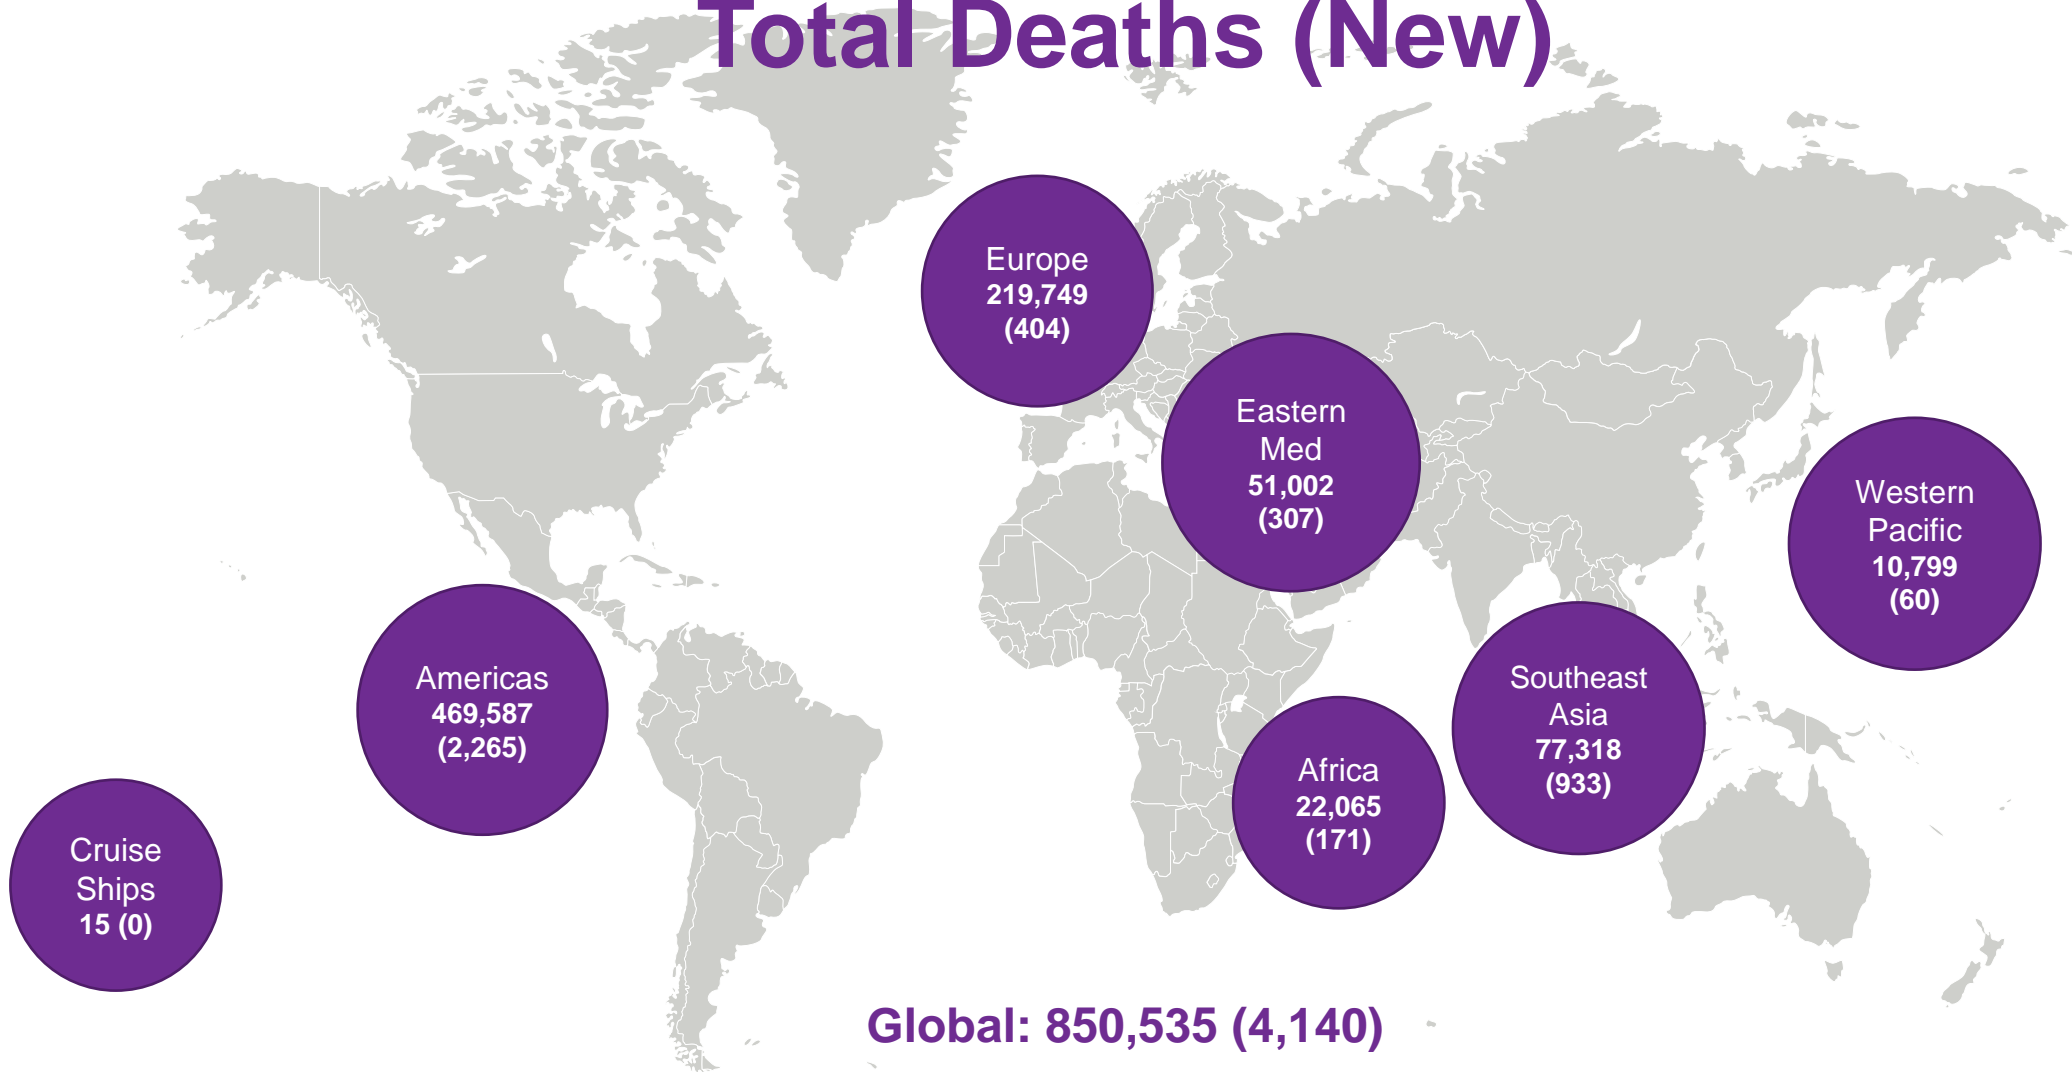 Total Deaths (New)
Europe
219,749
(404)
Eastern
Med
51,002
(307)
Western
Pacific
10,799
(60)
Americas
469,587
(2,265)
Southeast
Asia
77,318
(933)
Africa
22,065
(171)
Cruise
Ships
15 (0)
Global: 850,535 (4,140)